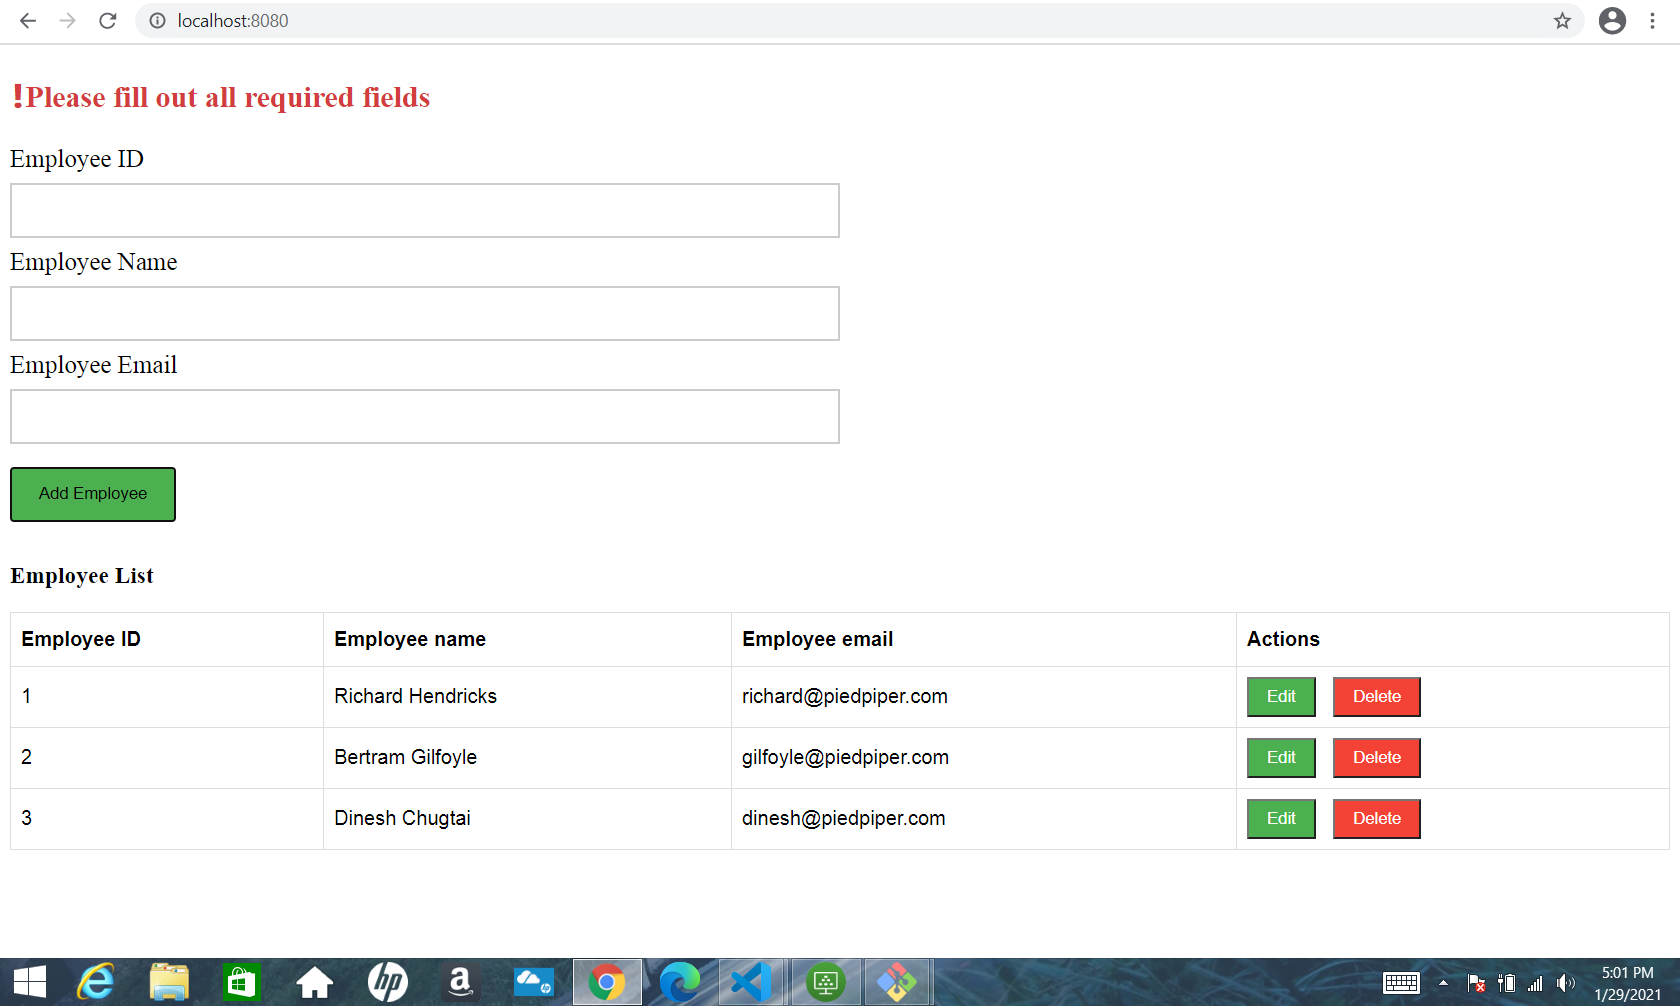 localhost:8080
❗Please fill out all required fields
Employee ID
Employee Name
Employee Email
Add Employee
Employee List
Employee ID Employee name Employee email Actions
1 Richard Hendricks richard@piedpiper.com Edit Delete
2 Bertram Gilfoyle gilfoyle@piedpiper.com Edit Delete
3 Dinesh Chugtai dinesh@piedpiper.com Edit Delete
hp
a
hp
5:01 PM
1/29/2021